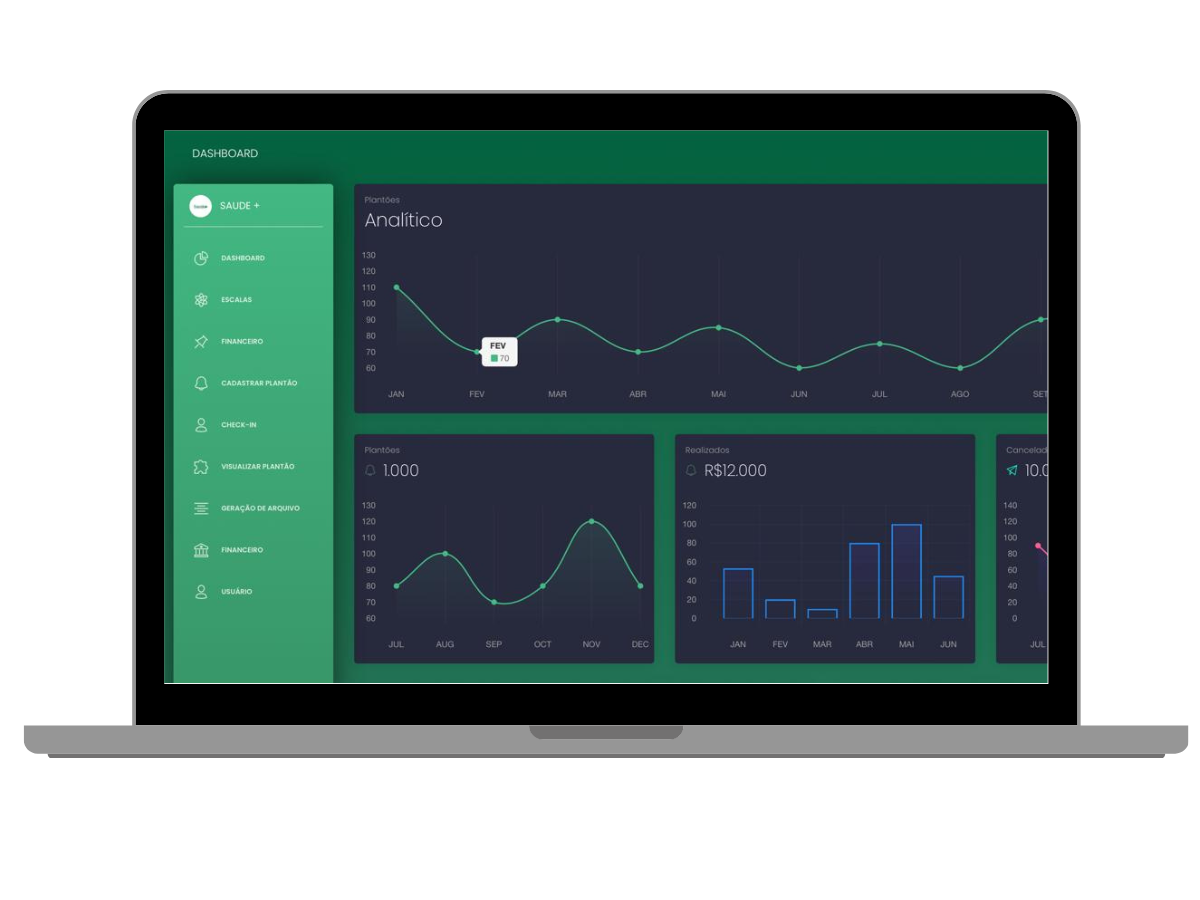 DASHBOARD
SAUDE +
DASHBOARD
ESCALAS
FINANCEIRO
CADASTRAR PLANTÃO
CHECK-IN
VISUALIZAR PLANTÃO
GERAÇÃO DE ARQUIVO
FINANCEIRO
USUÁRIO
Plantões
Analítico
130
120
110
100
90
80
70
60
FEV
70
JAN FEV MAR ABR MAI JUN JUL AGO SET
Plantões
1.000
130
120
110
100
90
80
70
60
JUL AUG SEP OCT NOV DEC
Realizados
R$12.000
120
100
80
60
40
20
0
JAN FEV MAR ABR MAI JUN
Cancelad
10.0
140
120
100
80
60
40
20
0
JUL